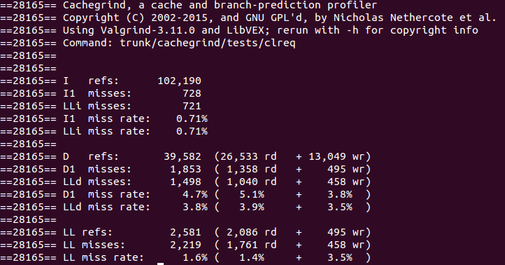 ==28165== Cachegrind, a cache and branch-prediction profiler
==28165== Copyright (C) 2002-2015, and GNU GPL'd, by Nicholas Nethercote et al.
==28165== Using Valgrind-3.11.0 and LibVEX; rerun with -h for copyright info
==28165== Command: trunk/cachegrind/tests/clreq
==28165==
==28165==
==28165== I   refs:      102,190
==28165== I1  misses:        728
==28165== LLi misses:        721
==28165== I1  miss rate:    0.71%
==28165== LLi miss rate:    0.71%
==28165==
==28165== D   refs:       39,582  (26,533 rd   + 13,049 wr)
==28165== D1  misses:      1,853  ( 1,358 rd   +    495 wr)
==28165== LLd misses:      1,498  ( 1,040 rd   +    458 wr)
==28165== D1  miss rate:     4.7% (   5.1%     +    3.8%  )
==28165== LLd miss rate:     3.8% (   3.9%     +    3.5%  )
==28165==
==28165== LL refs:         2,581  ( 2,086 rd   +    495 wr)
==28165== LL misses:       2,219  ( 1,761 rd   +    458 wr)
==28165== LL miss rate:      1.6% (   1.4%     +    3.5%  )